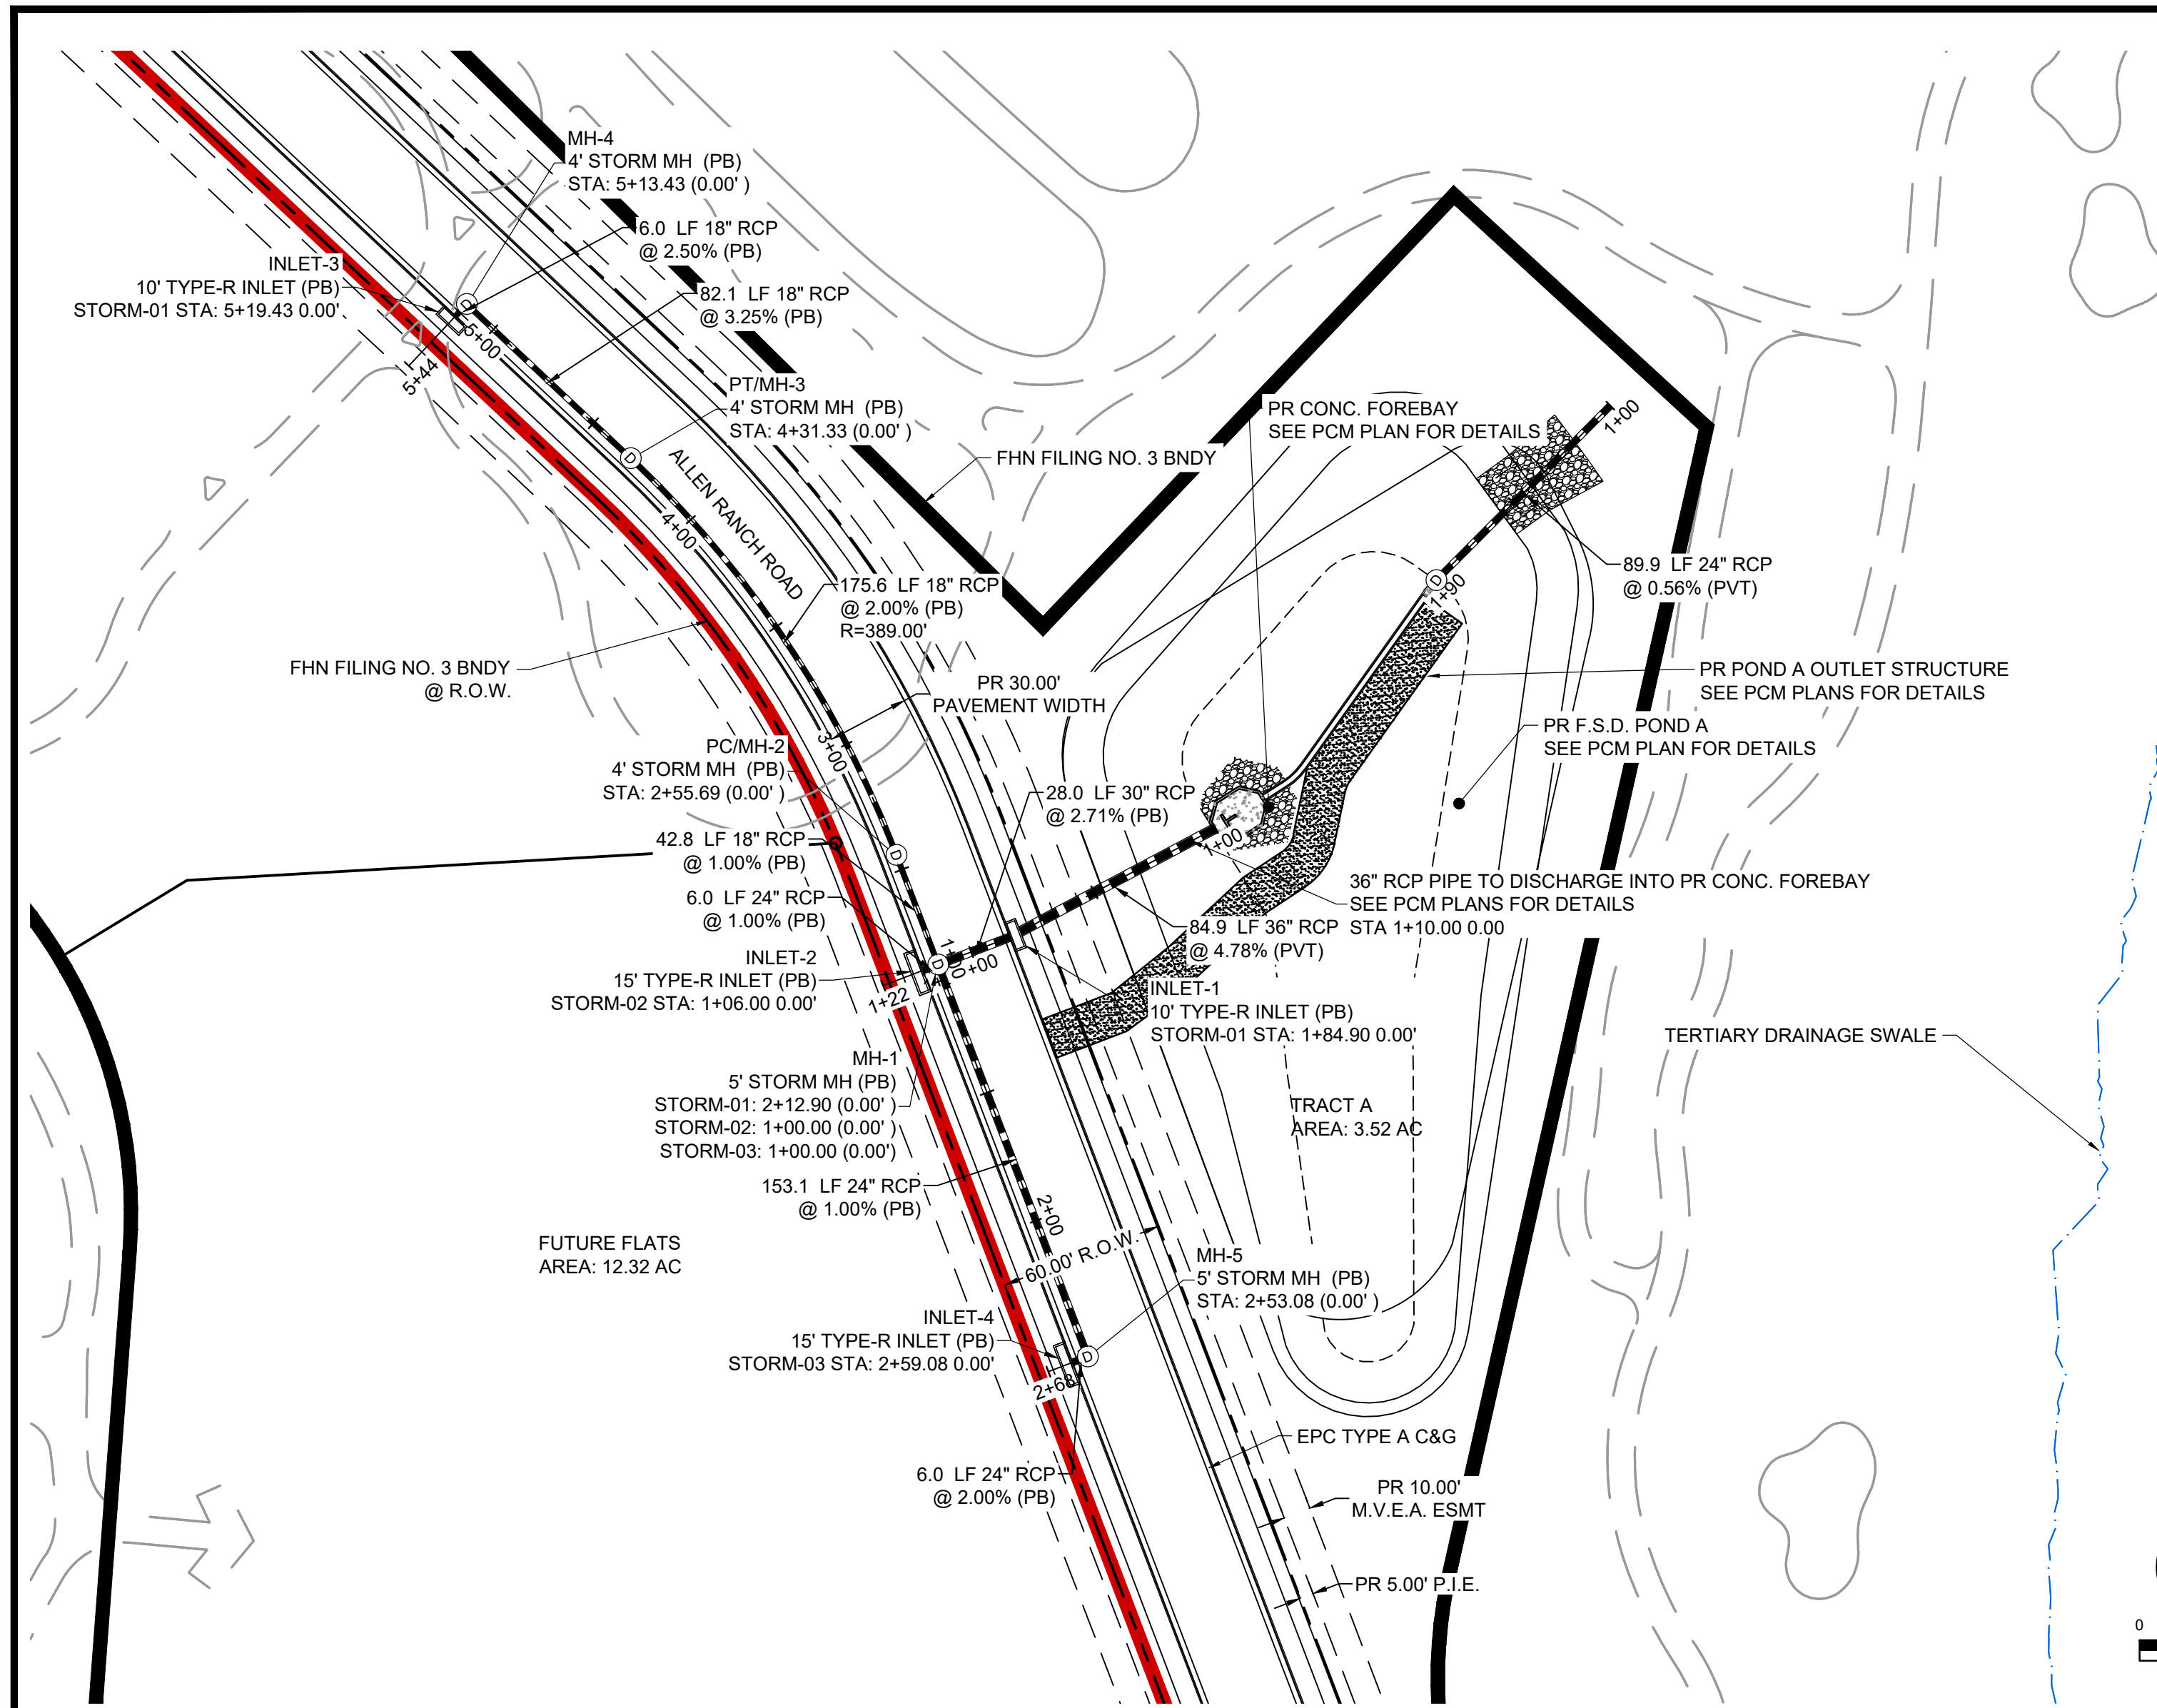 MH-4
4' STORM MH (PB)
STA: 5+13.43 (0.00' )
6.0 LF 18" RCP
@ 2.50% (PB)
INLET-3
10' TYPE-R INLET (PB)
STORM-01 STA: 5+19.43 0.00'
82.1 LF 18" RCP
@ 3.25% (PB)
D
5+00
5+44
PT/MH-3
4' STORM MH (PB)
STA: 4+31.33 (0.00' )
D
ALLEN RANCH ROAD
4+00
FHN FILING NO. 3 BNDY
PR CONC. FOREBAY
SEE PCM PLAN FOR DETAILS
1+00
89.9 LF 24" RCP
@ 0.56% (PVT)
D
1+90
175.6 LF 18" RCP
@ 2.00% (PB)
R=389.00'
FHN FILING NO. 3 BNDY
@ R.O.W.
PR 30.00'
PAVEMENT WIDTH
PR POND A OUTLET STRUCTURE
SEE PCM PLANS FOR DETAILS
PR F.S.D. POND A
SEE PCM PLAN FOR DETAILS
3+00
PC/MH-2
4' STORM MH (PB)
STA: 2+55.69 (0.00' )
D
28.0 LF 30" RCP
@ 2.71% (PB)
1+00
42.8 LF 18" RCP
@ 1.00% (PB)
6.0 LF 24" RCP
@ 1.00% (PB)
36" RCP PIPE TO DISCHARGE INTO PR CONC. FOREBAY
SEE PCM PLANS FOR DETAILS
STA 1+10.00 0.00
84.9 LF 36" RCP
@ 4.78% (PVT)
INLET-2
15' TYPE-R INLET (PB)
STORM-02 STA: 1+06.00 0.00'
D
1+00
+00
1+22
INLET-1
10' TYPE-R INLET (PB)
STORM-01 STA: 1+84.90 0.00'
TERTIARY DRAINAGE SWALE
MH-1
5' STORM MH (PB)
STORM-01: 2+12.90 (0.00' )
STORM-02: 1+00.00 (0.00' )
STORM-03: 1+00.00 (0.00')
TRACT A
AREA: 3.52 AC
153.1 LF 24" RCP
@ 1.00% (PB)
2+00
FUTURE FLATS
AREA: 12.32 AC
60.00' R.O.W.
MH-5
5' STORM MH (PB)
STA: 2+53.08 (0.00' )
INLET-4
15' TYPE-R INLET (PB)
STORM-03 STA: 2+59.08 0.00'
D
2+68
EPC TYPE A C&G
6.0 LF 24" RCP
@ 2.00% (PB)
PR 10.00'
M.V.E.A. ESMT
PR 5.00' P.I.E.
0